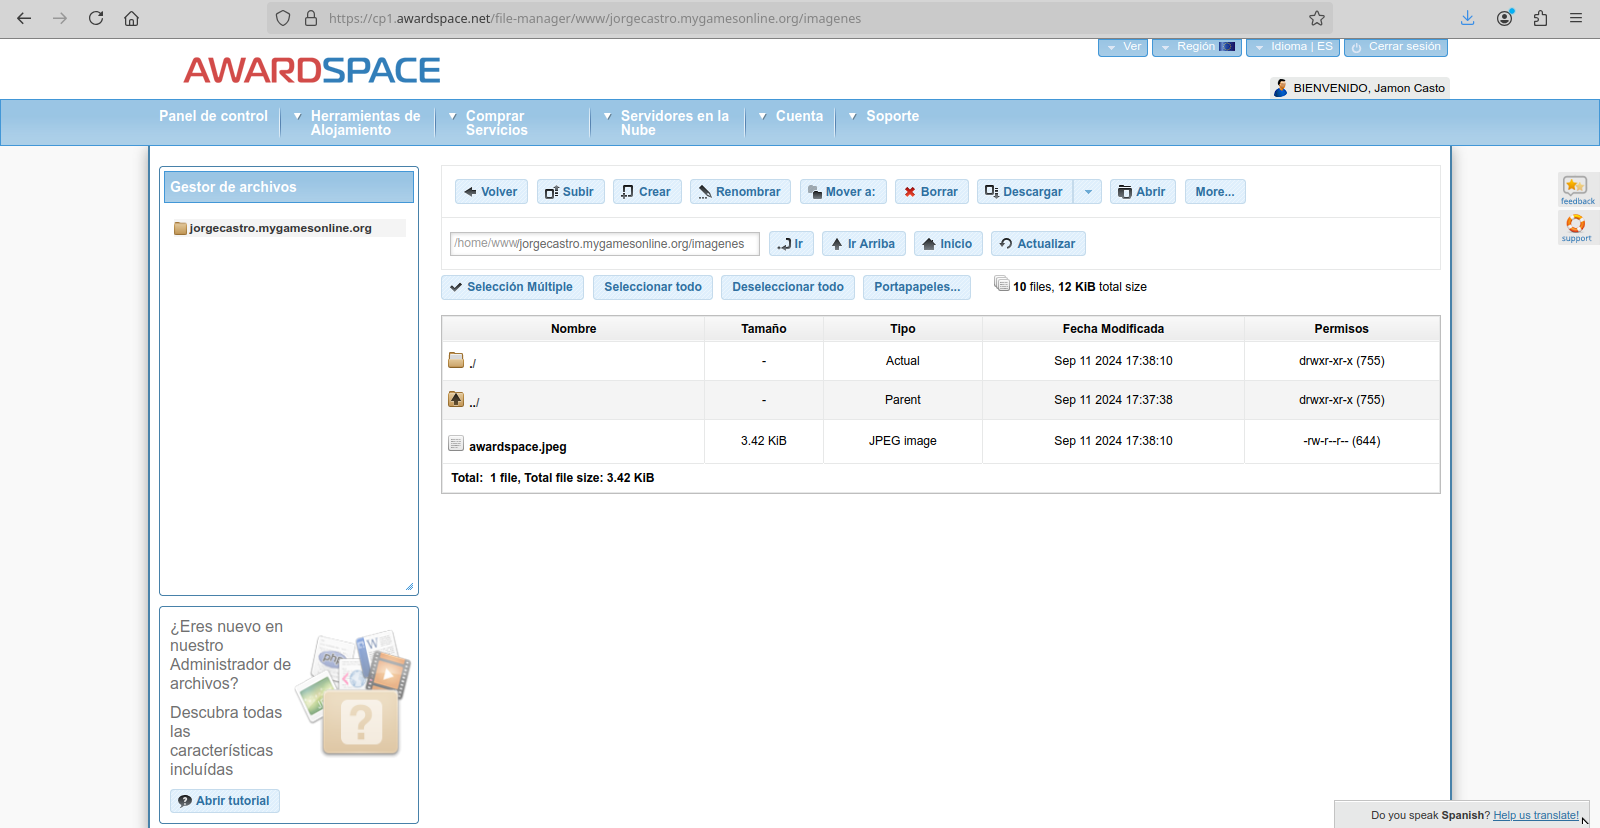 https://cp1.awardspace.net/file-manager/www/jorgecastro.mygamesonline.org/imagenes
Ver
Región
Idioma | ES
Cerrar sesión
AWARDSPACE
BIENVENIDO, Jamon Casto
Panel de control
Herramientas de
Alojamiento
Comprar
Servicios
Servidores en la
Nube
Cuenta
Soporte
Gestor de archivos
jorgecastro.mygamesonline.org
Volver
Subir
Crear
Renombrar
Mover a:
Borrar
Descargar
Abrir
More...
/home/www/jorgecastro.mygamesonline.org/imagenes
Ir
Ir Arriba
Inicio
Actualizar
Selección Múltiple
Seleccionar todo
Deseleccionar todo
Portapapeles...
10 files, 12 KiB total size
Nombre Tamaño Tipo Fecha Modificada Permisos
./ - Actual Sep 11 2024 17:38:10 drwxr-xr-x (755)
../ - Parent Sep 11 2024 17:37:38 drwxr-xr-x (755)
awardspace.jpeg 3.42 KiB JPEG image Sep 11 2024 17:38:10 -rw-r--r-- (644)
Total: 1 file, Total file size: 3.42 KiB
feedback
support
¿Eres nuevo en
nuestro
Administrador de
archivos?
Descubra todas
las
características
incluídas
php
W
?
Abrir tutorial
Do you speak Spanish? Help us translate!